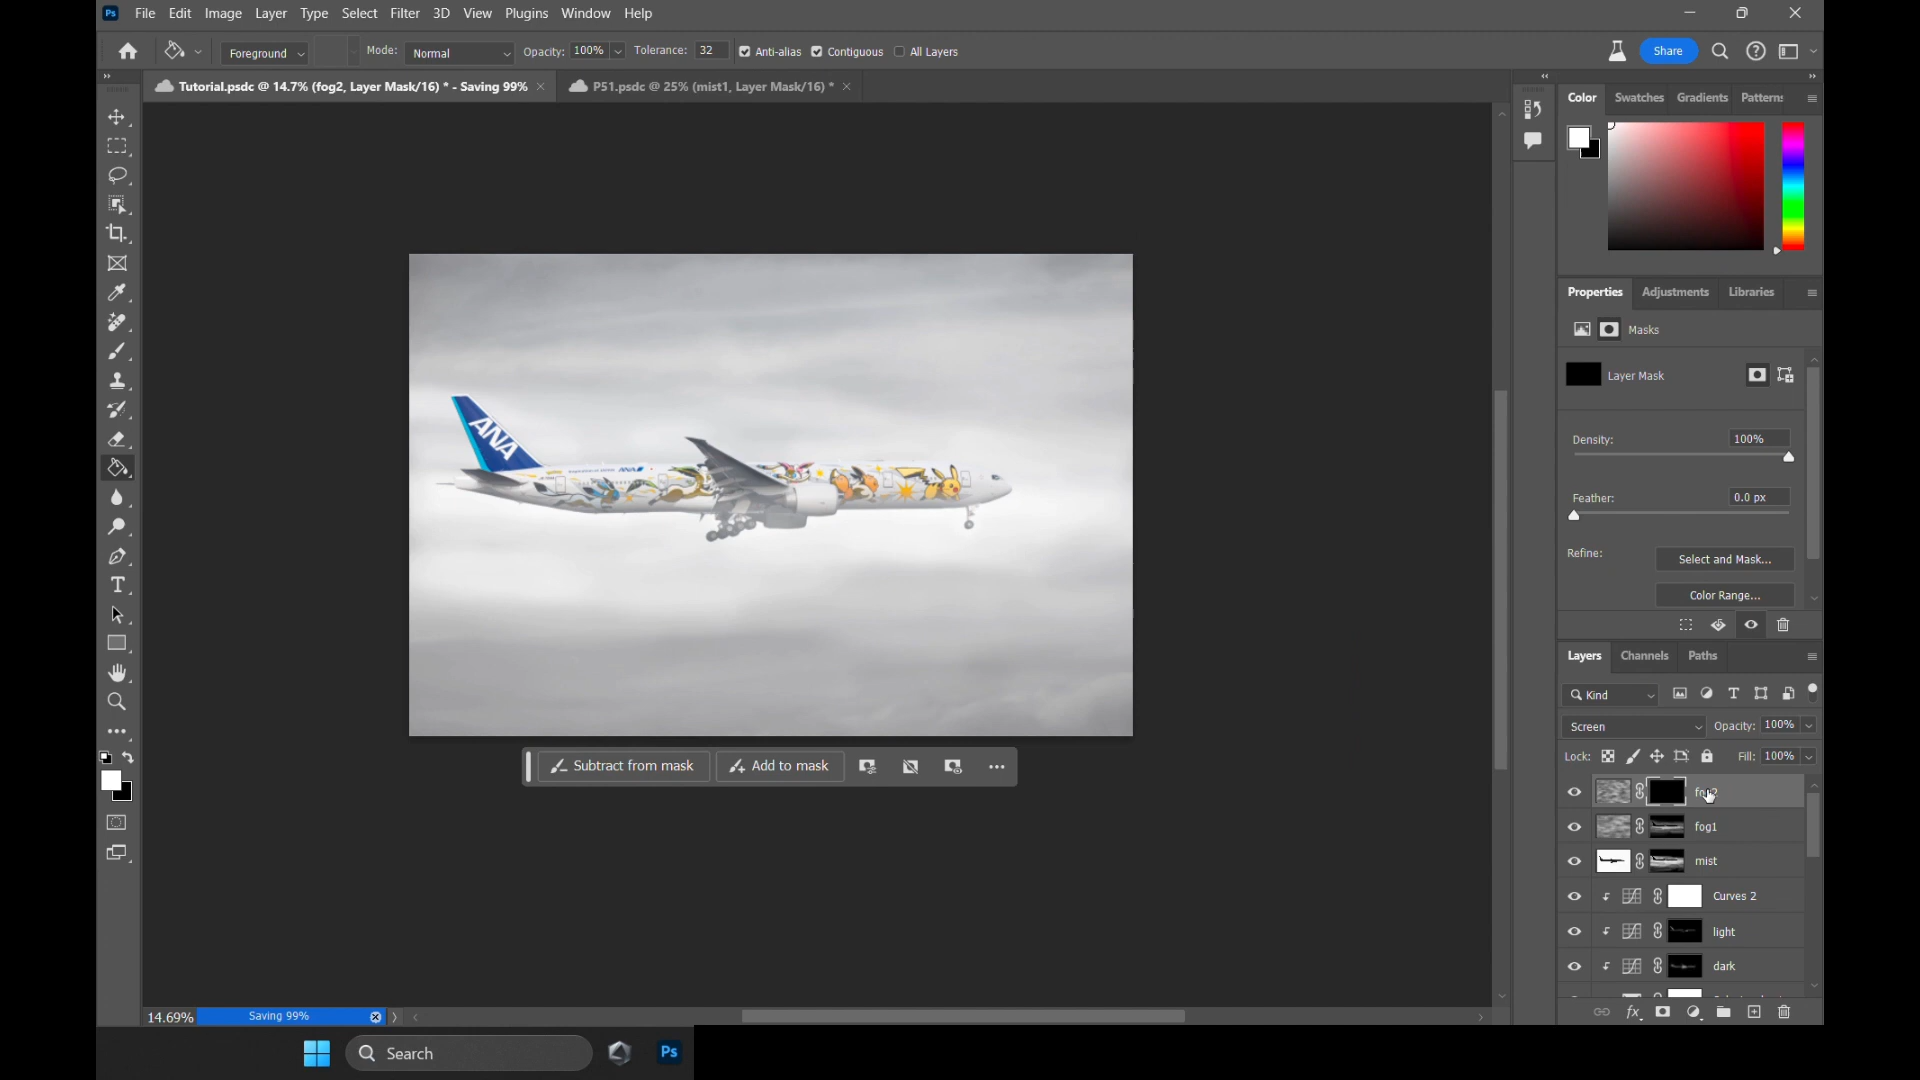 File Edit Image Layer Type Select Filter 3D View Plugins Window Help
Foreground Mode: Normal Opacity: 100% Tolerance: 32 Anti-alias Contiguous All Layers Share
Tutorial.psdc @ 14.7% (fog2, Layer Mask/16) * - Saving 99% P51.psdc @ 25% (mist1, Layer Mask/16) *
Color Swatches Gradients Patterns
Properties Adjustments Libraries
Masks
Layer Mask
Density: 100%
Feather: 0.0 px
Refine: Select and Mask...
Color Range...
ANA
ANA
Subtract from mask Add to mask
Layers Channels Paths
Kind
Screen Opacity: 100%
Lock: Fill: 100%
fog2
fog1
mist
Curves 2
light
dark
14.69% Saving 99%
Search
Ps
Ps